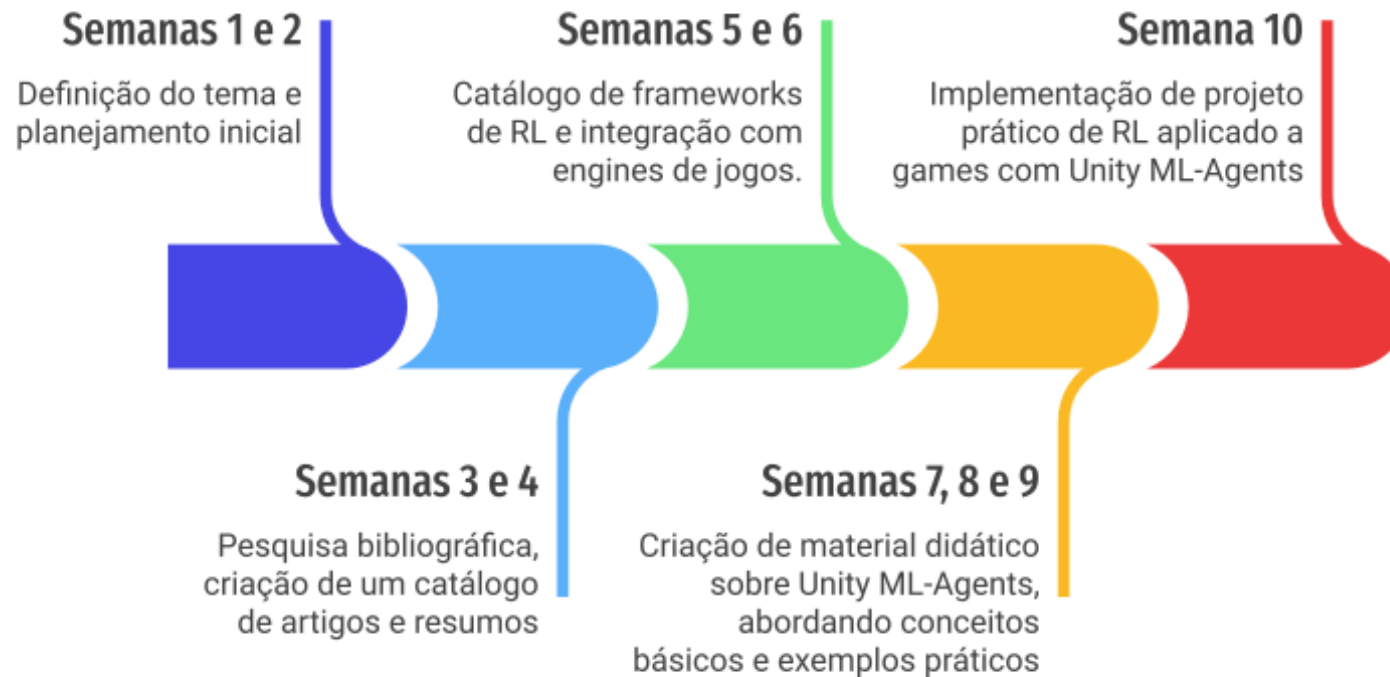 Semanas 1 e 2
Definição do tema e
planejamento inicial
Semanas 3 e 4
Pesquisa bibliográfica,
criação de um catálogo
de artigos e resumos
Semanas 5 e 6
Catálogo de frameworks
de RL e integração com
engines de jogos.
Semanas 7, 8 e 9
Criação de material didático
sobre Unity ML-Agents,
abordando conceitos
básicos e exemplos práticos
Semana 10
Implementação de projeto
prático de RL aplicado a
games com Unity ML-Agents